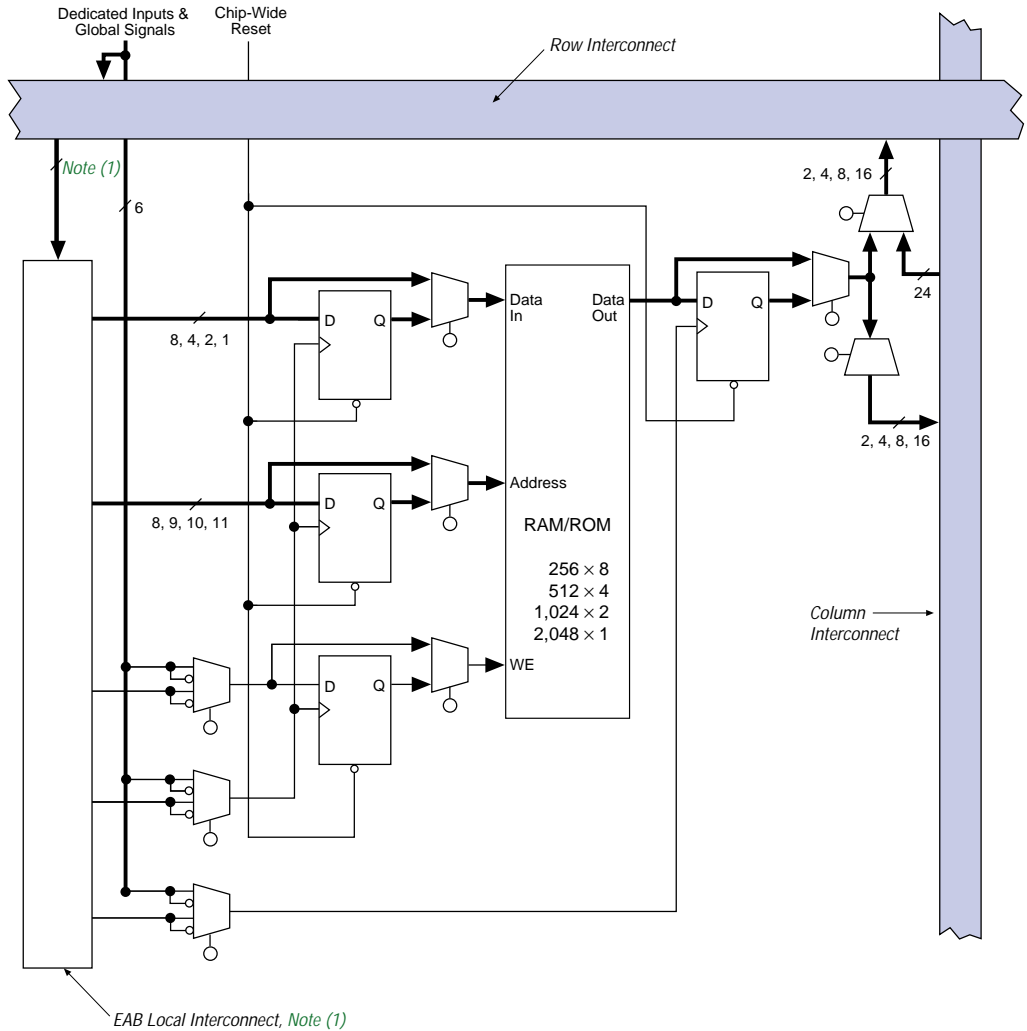 Dedicated Inputs &
Global Signals
Chip-Wide
Reset
Row Interconnect
Note (1)
6
2, 4, 8, 16
24
8, 4, 2, 1
D
Q
Data
In
Data
Out
D
Q
2, 4, 8, 16
8, 9, 10, 11
D
Q
Address
RAM/ROM
256 × 8
512 × 4
1,024 × 2
2,048 × 1
Column
Interconnect
D
Q
WE
EAB Local Interconnect, Note (1)